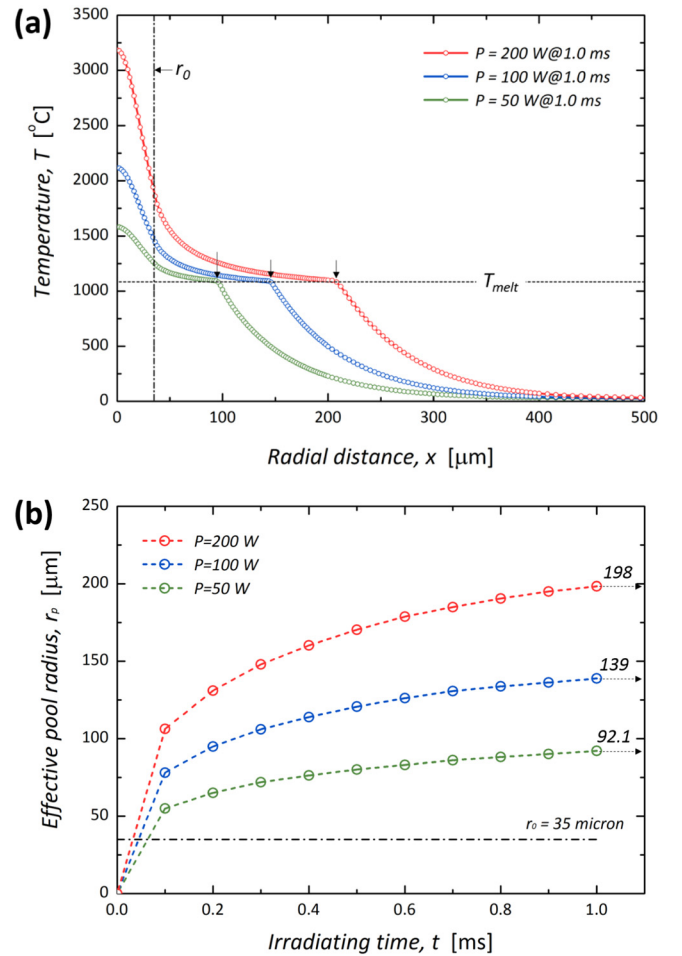 (a)
3500
3000
2500
2000
1500
1000
500
0
Temperature, T [°C]
r0
P = 200 W@1.0 ms
P = 100 W@1.0 ms
P = 50 W@1.0 ms
Tmelt
0 100 200 300 400 500
Radial distance, x [μm]
(b)
250
200
150
100
50
0
Effective pool radius, rp [μm]
P=200 W
P=100 W
P=50 W
198
139
92.1
r0 = 35 micron
0.0 0.2 0.4 0.6 0.8 1.0
Irradiating time, t [ms]